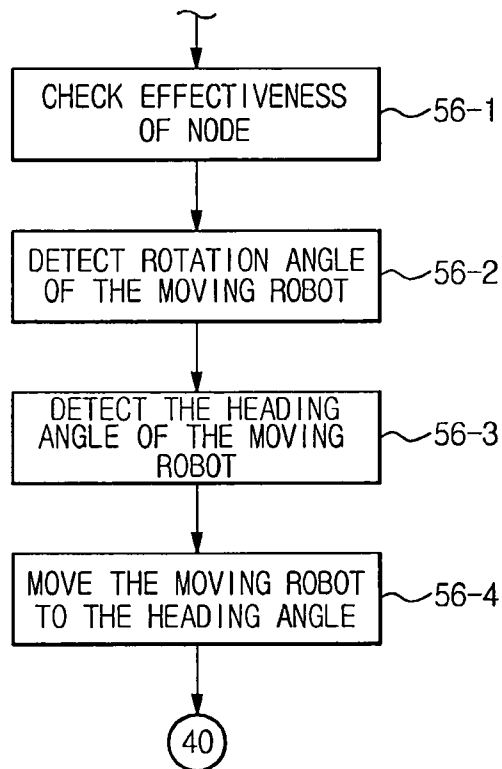 CHECK EFFECTIVENESS
OF NODE
56-1
DETECT ROTATION ANGLE
OF THE MOVING ROBOT
56-2
DETECT THE HEADING
ANGLE OF THE MOVING
ROBOT
56-3
MOVE THE MOVING ROBOT
TO THE HEADING ANGLE
56-4
40